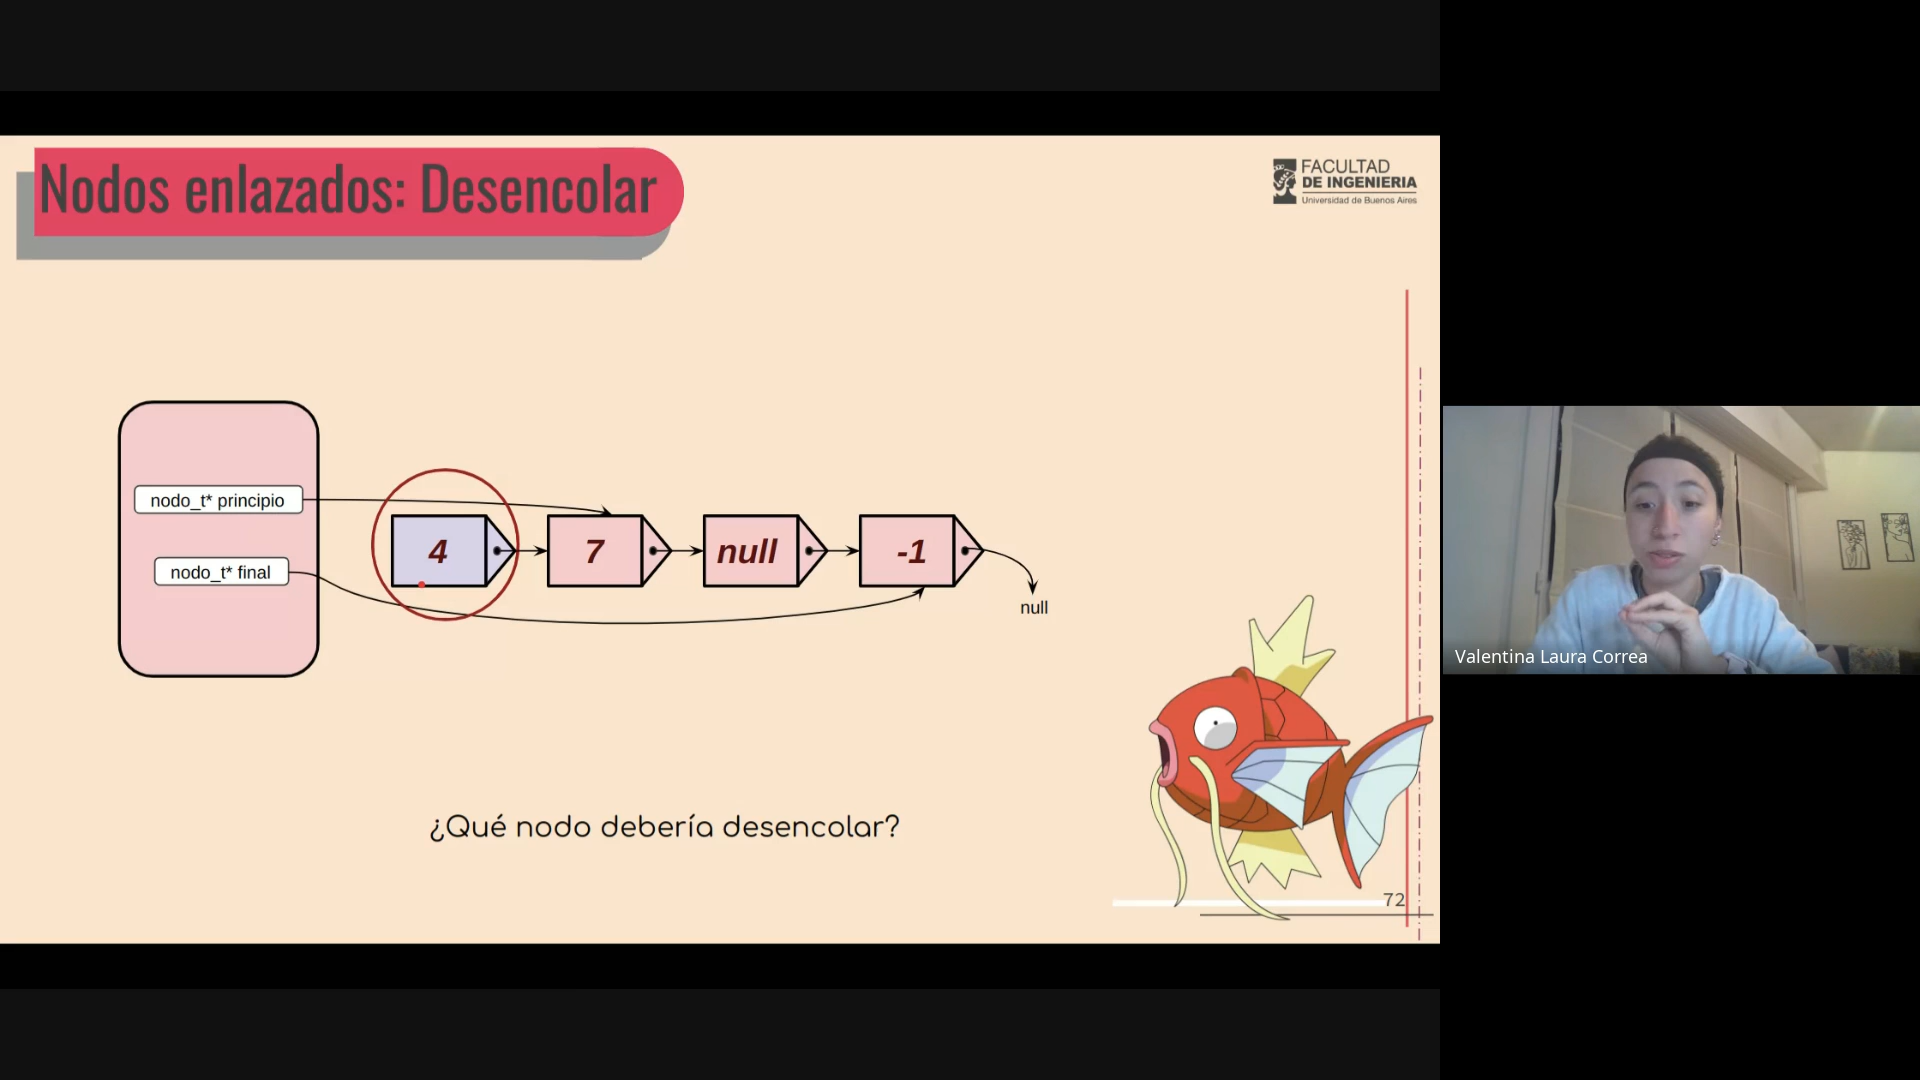 Nodos enlazados: Desencolar
FACULTAD
DE INGENIERIA
Universidad de Buenos Aires
nodo_t* principio
nodo_t* final
4
7
null
-1
null
¿Qué nodo debería desencolar?
72
Valentina Laura Correa